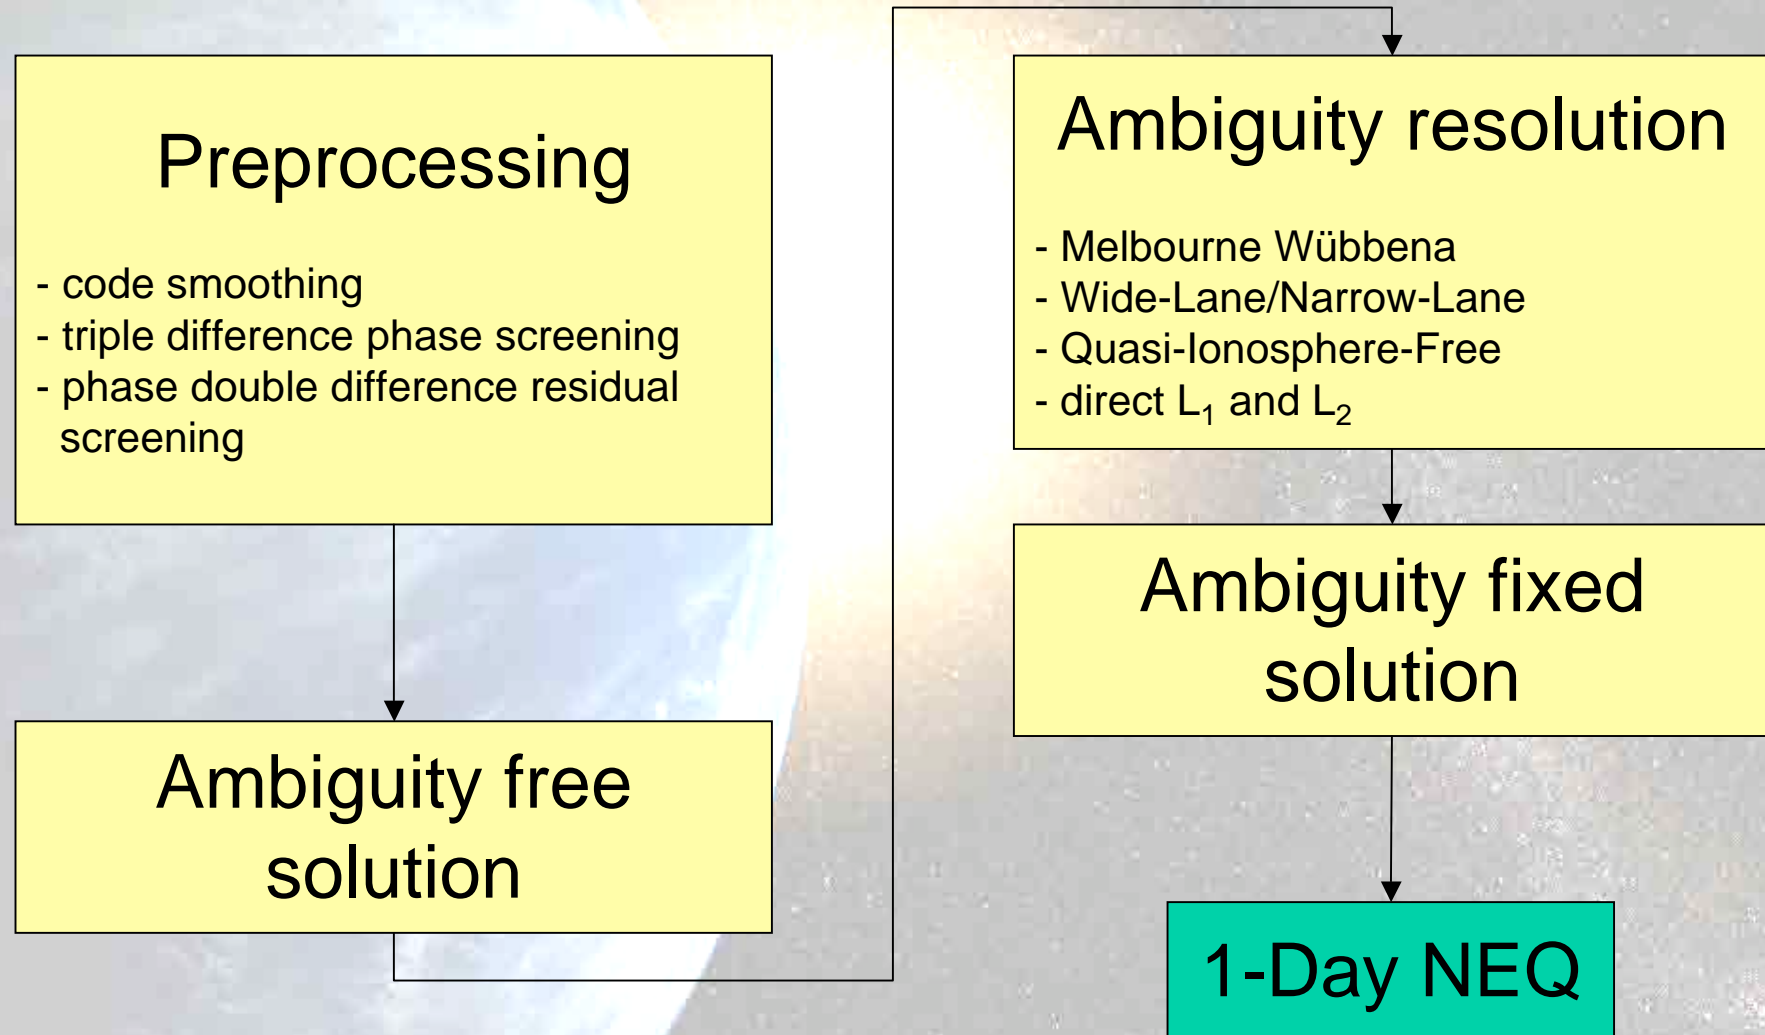 Preprocessing
- code smoothing
- triple difference phase screening
- phase double difference residual
screening
Ambiguity free
solution
Ambiguity resolution
- Melbourne Wübbena
- Wide-Lane/Narrow-Lane
- Quasi-Ionosphere-Free
- direct L₁ and L₂
Ambiguity fixed
solution
1-Day NEQ